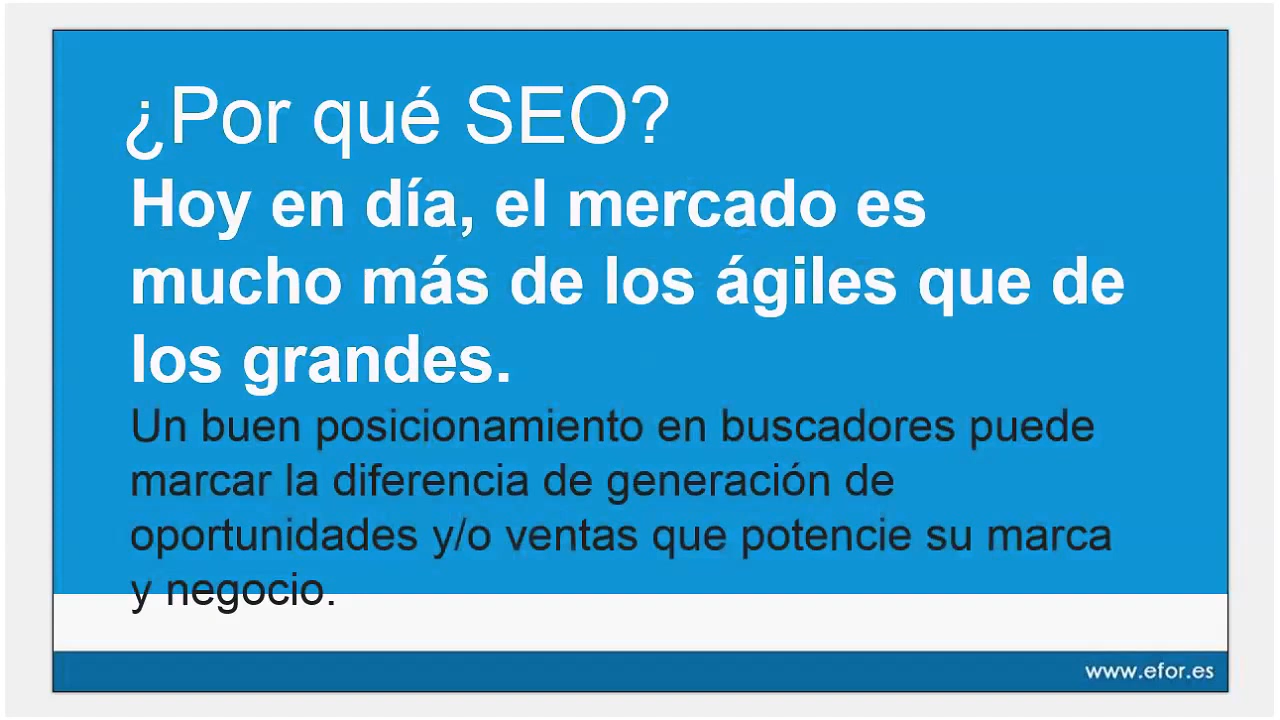 ¿Por qué SEO?
Hoy en día, el mercado es
mucho más de los ágiles que de
los grandes.
Un buen posicionamiento en buscadores puede
marcar la diferencia de generación de
oportunidades y/o ventas que potencie su marca
y negocio.
www.efor.es